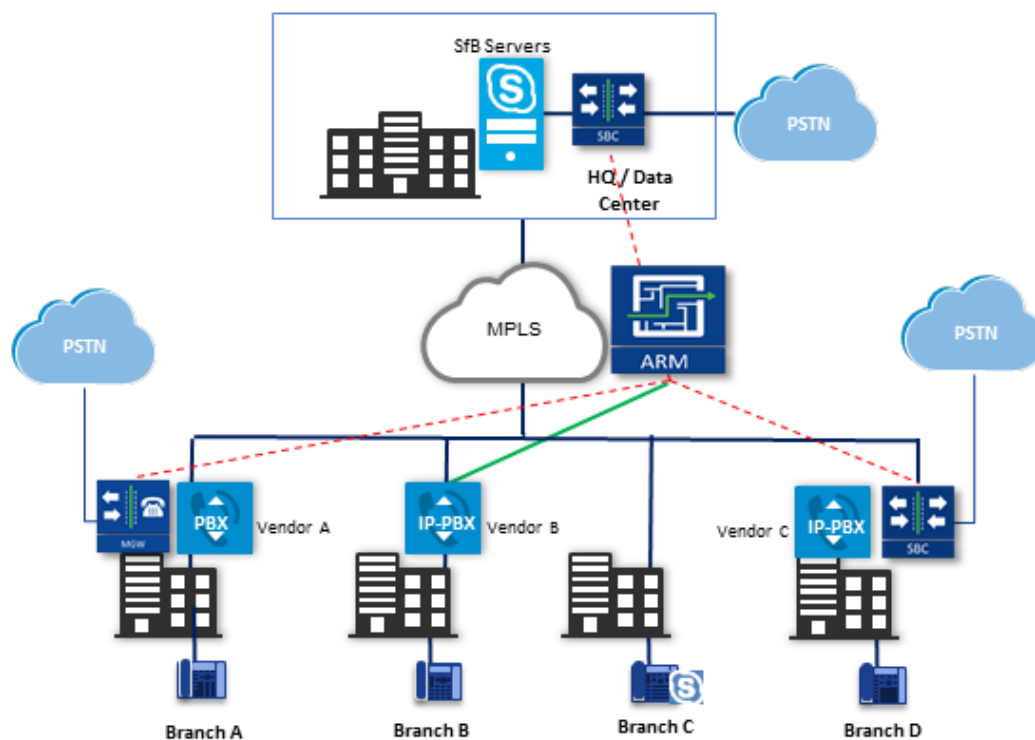 SfB Servers
S
SBC
PSTN
HQ / Data
Center
MPLS
ARM
PSTN
PSTN
MGW
PBX
Vendor A
IP-PBX
Vendor B
Vendor C
IP-PBX
SBC
S
Branch A
Branch B
Branch C
Branch D